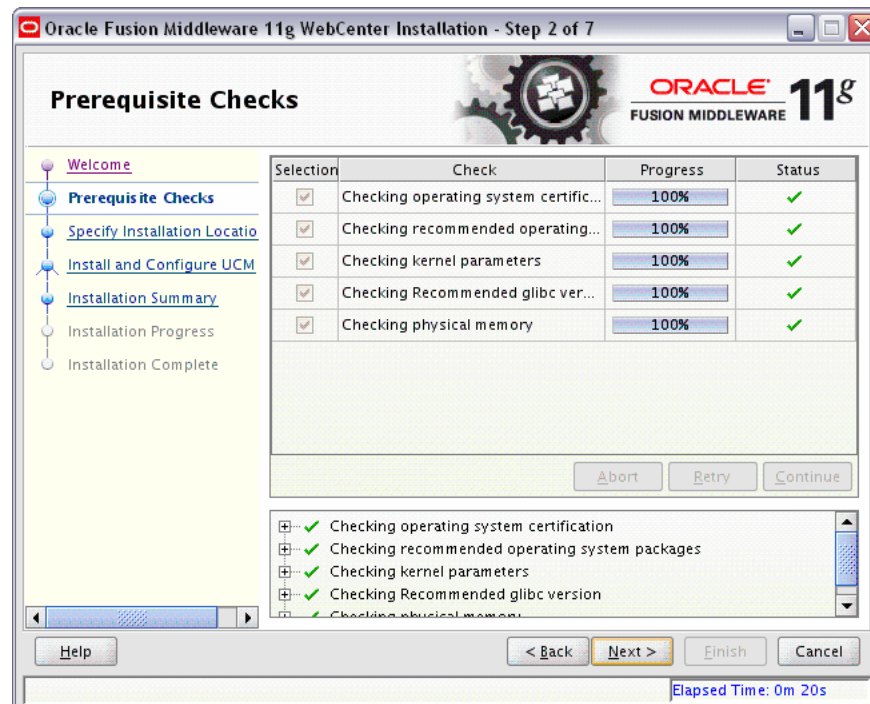 Oracle Fusion Middleware 11g WebCenter Installation - Step 2 of 7
Prerequisite Checks
ORACLE
FUSION MIDDLEWARE
11g
Welcome
Prerequisite Checks
Specify Installation Locatio
Install and Configure UCM
Installation Summary
Installation Progress
Installation Complete
Selection Check Progress Status
Checking operating system certific... 100%
Checking recommended operating... 100%
Checking kernel parameters 100%
Checking Recommended glibc ver... 100%
Checking physical memory 100%
Abort Retry Continue
Checking operating system certification
Checking recommended operating system packages
Checking kernel parameters
Checking Recommended glibc version
Checking physical memory
Help < Back Next > Finish Cancel
Elapsed Time: 0m 20s